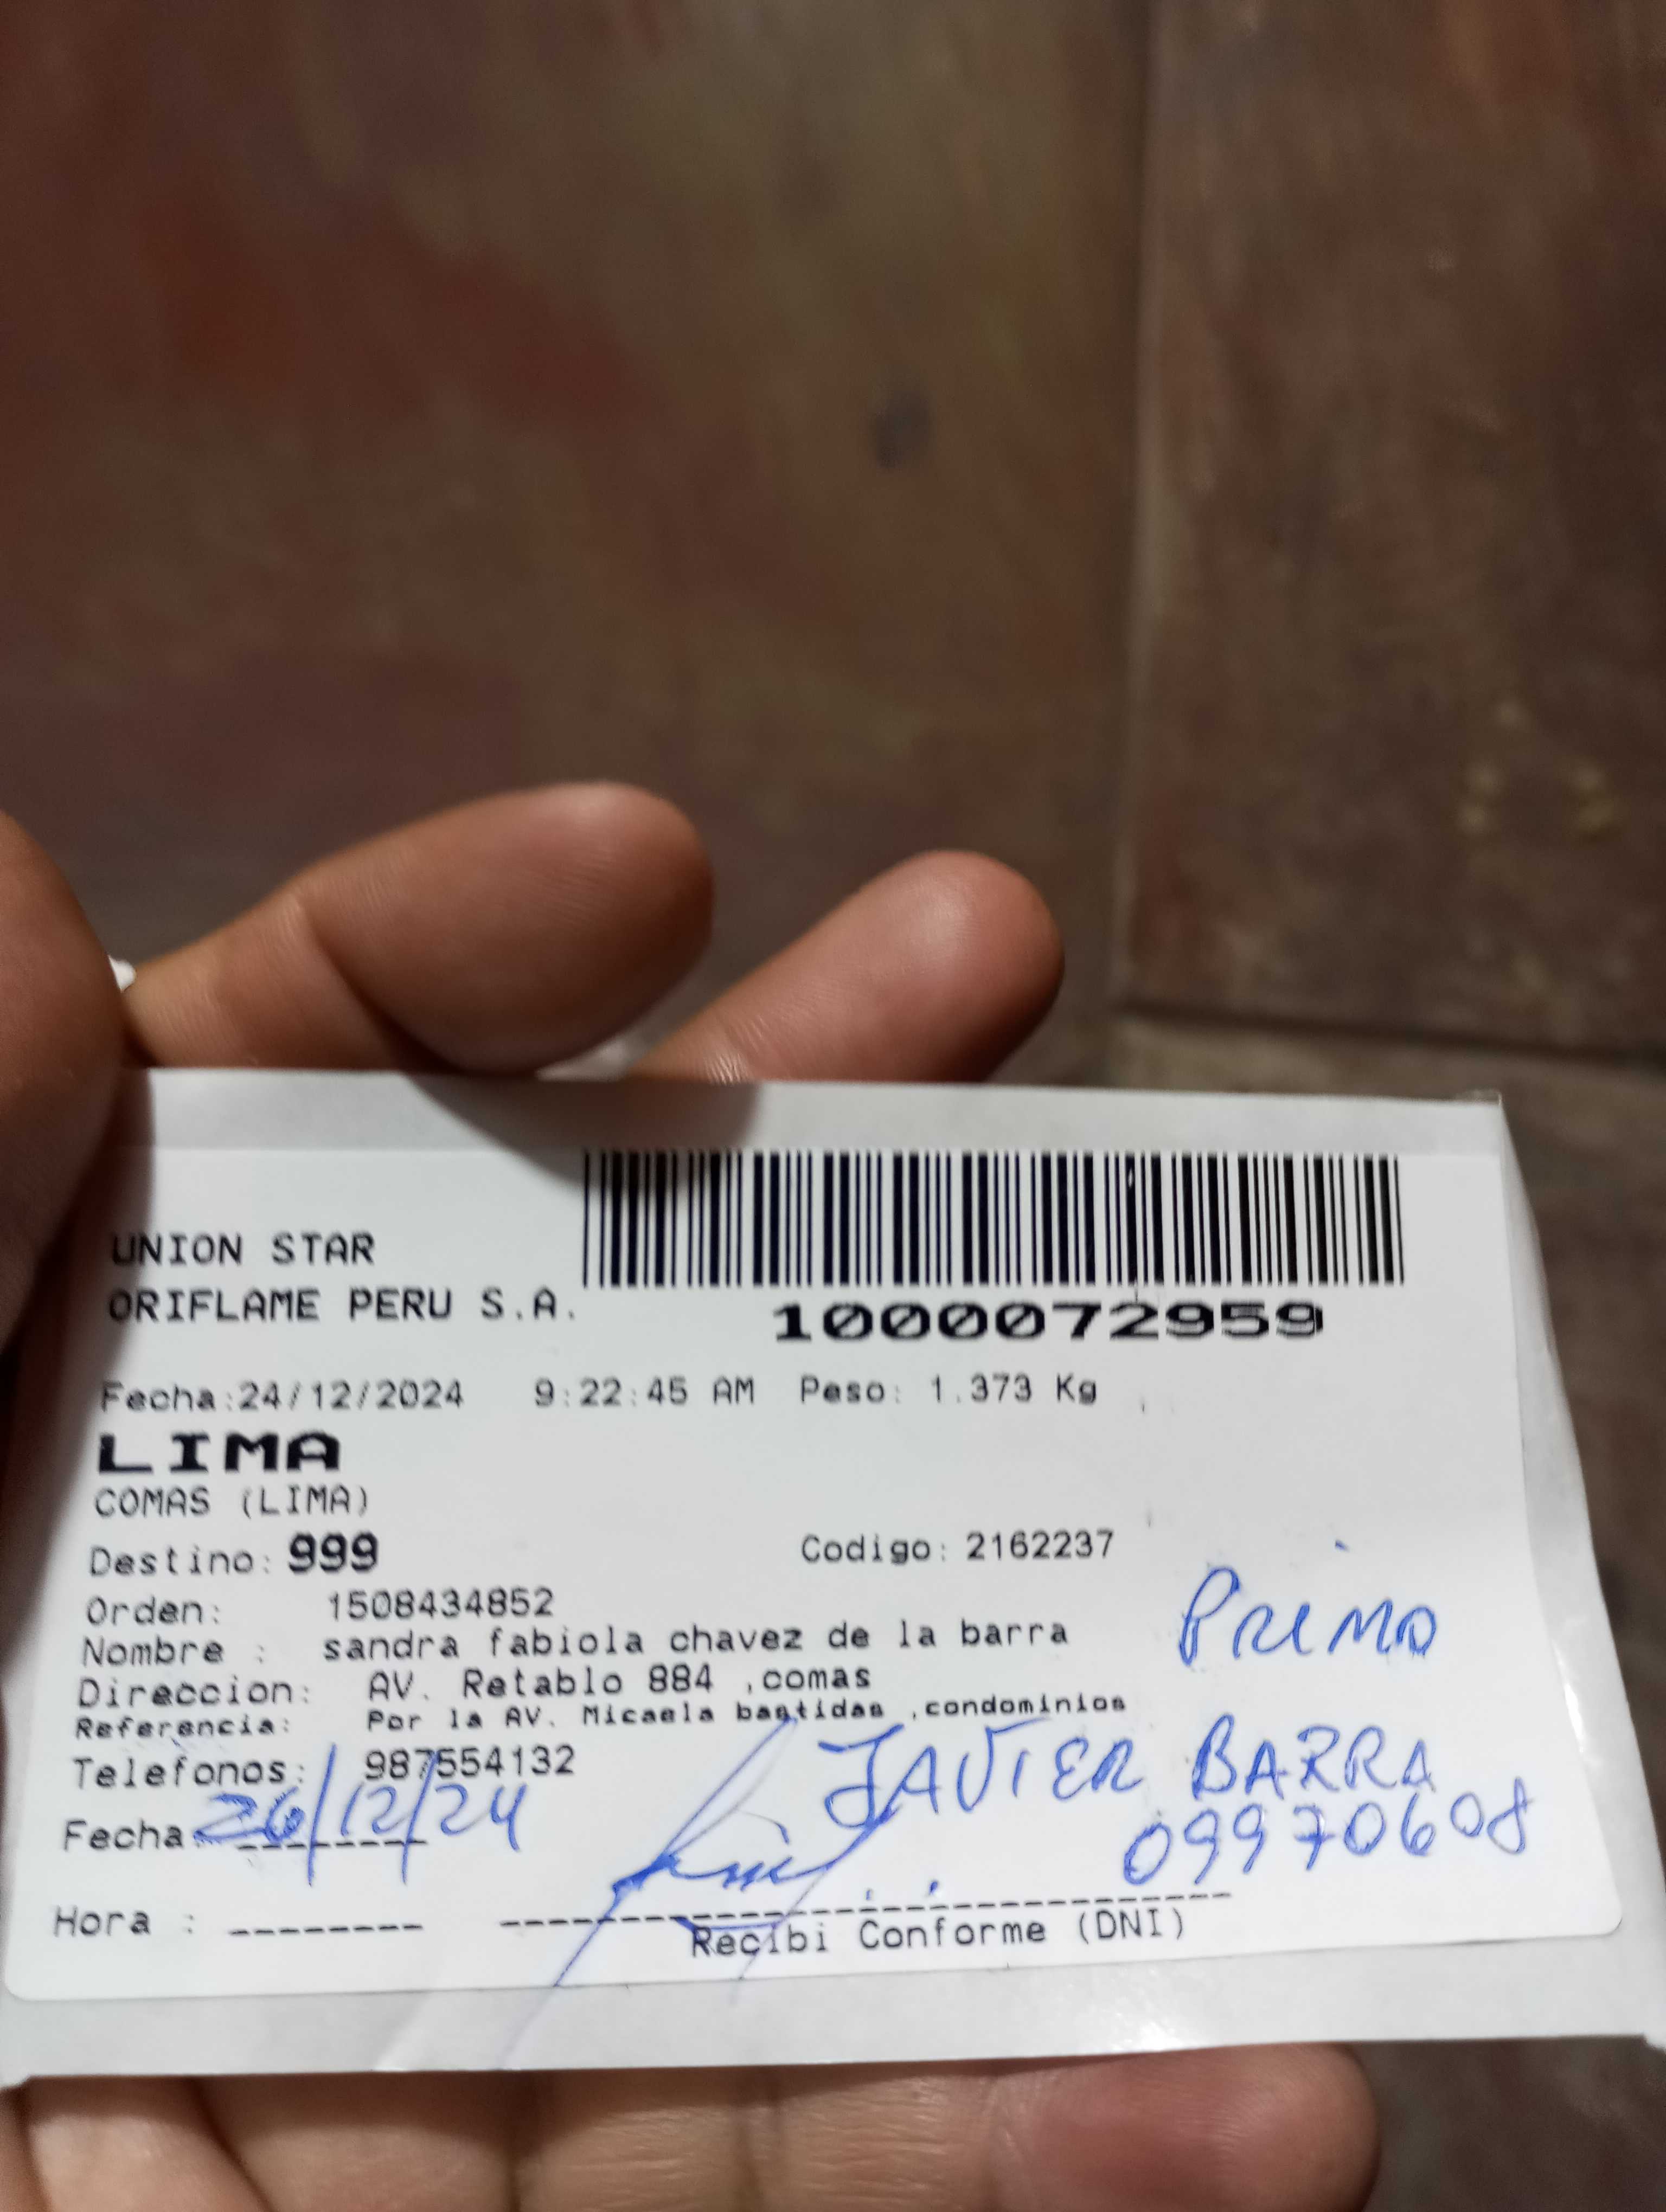 UNION STAR
ORIFLAME PERU S.A.
1000072959
Fecha:24/12/2024 9:22:45 AM Peso: 1.373 Kg
LIMA
COMAS (LIMA)
Destino: 999 Codigo: 2162237
Orden: 1508434852
Nombre : sandra fabiola chavez de la barra
PRIMO
Direccion: AV. Retablo 884 ,comas
Referencia: Por la AV. Micaela bastidas ,condominios
Telefonos: 987554132
JAVIER BARRA
Fecha: 26/12/24
09970608
Hora :
Recibi Conforme (DNI)